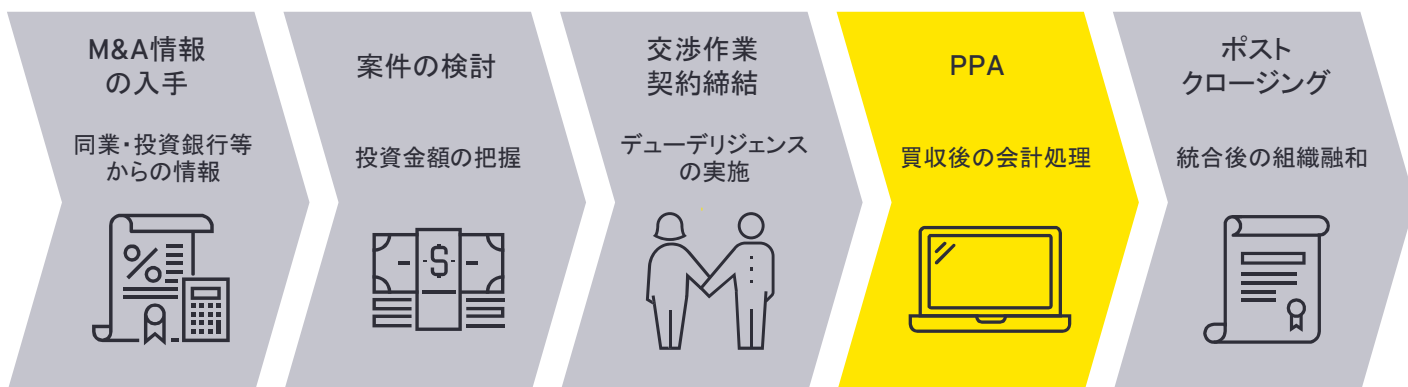 M&A情報
の入手
同業・投資銀行等
からの情報
%
案件の検討
投資金額の把握
$
交渉作業
契約締結
デューデリジェンス
の実施
PPA
買収後の会計処理
ポスト
クロージング
統合後の組織融和